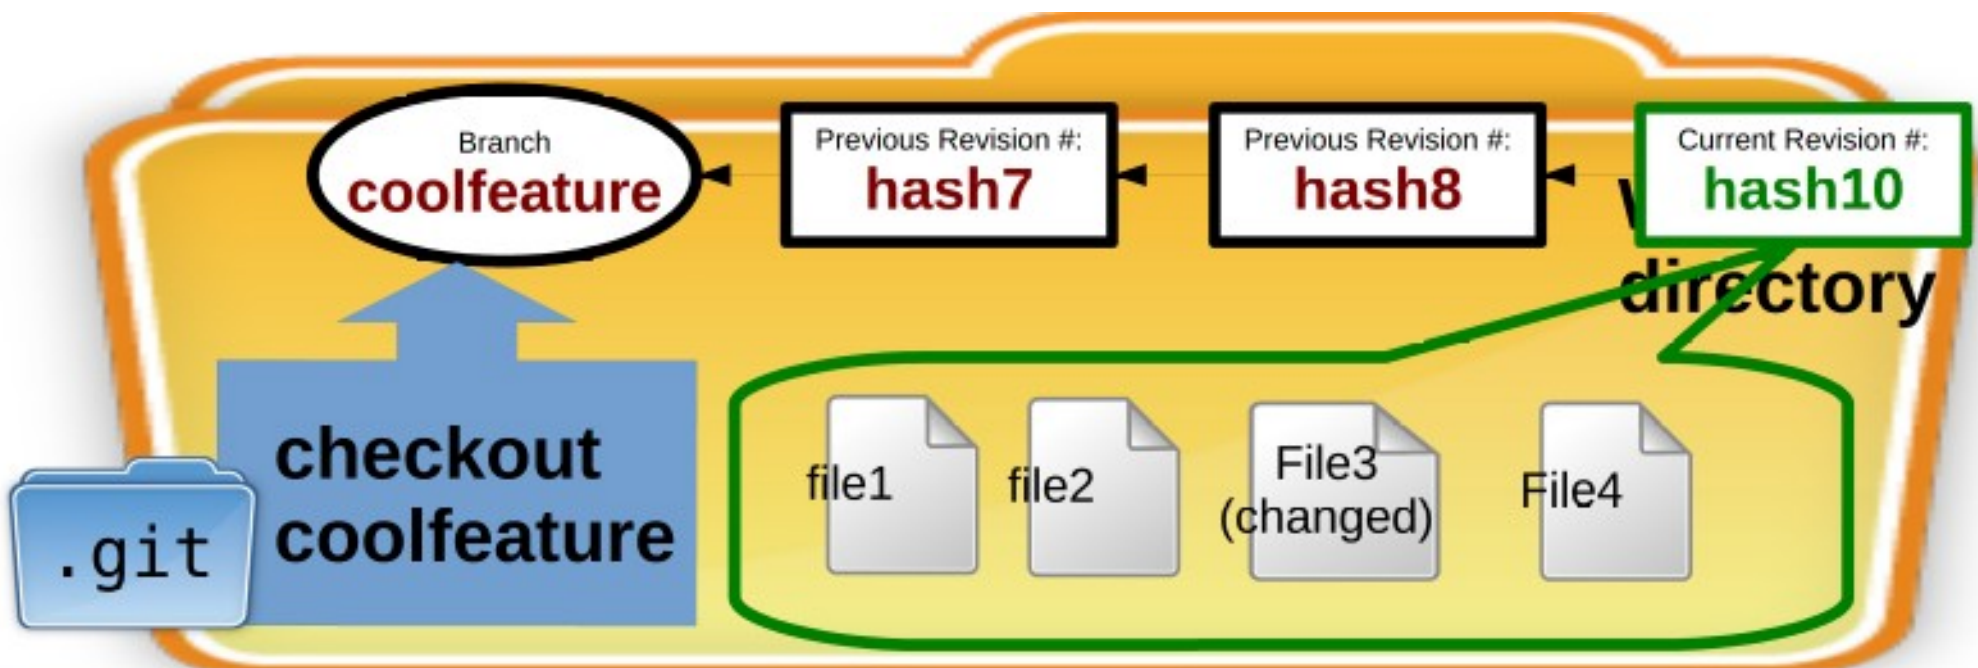 Branch
coolfeature
Previous Revision #:
hash7
Previous Revision #:
hash8
Current Revision #:
hash10
directory
checkout
coolfeature
.git
file1
file2
File3
(changed)
File4